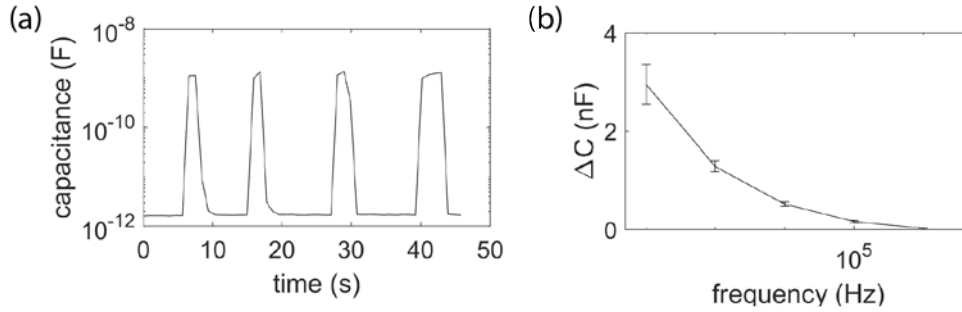 (a)
capacitance (F)
10⁻⁸
10⁻¹⁰
10⁻¹²
0 10 20 30 40 50
time (s)
(b)
ΔC (nF)
4
2
0
10⁵
frequency (Hz)